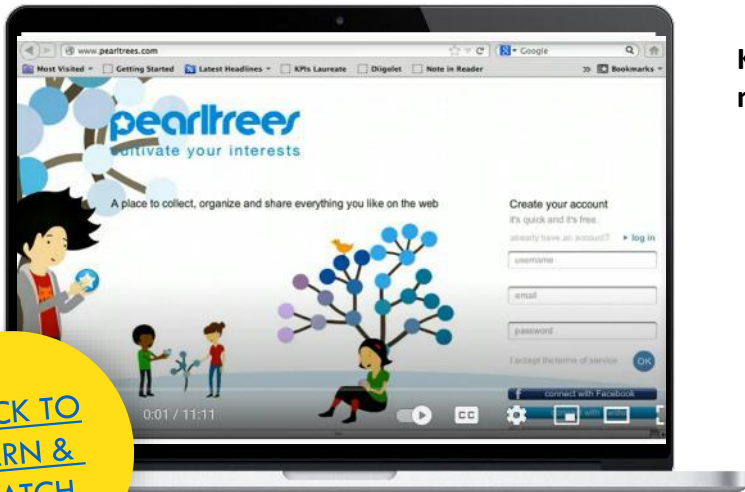 www.pearltrees.com
Google
Most Visited
Getting Started
Latest Headlines
KPIs Laureate
Diigolet
Note in Reader
Bookmarks
pearltrees
cultivate your interests
A place to collect, organize and share everything you like on the web
Create your account
it's quick and it's free.
already have an account? log in
username
email
password
I accept the terms of service OK
f connect with Facebook
connect with
0:01 / 11:11
CC